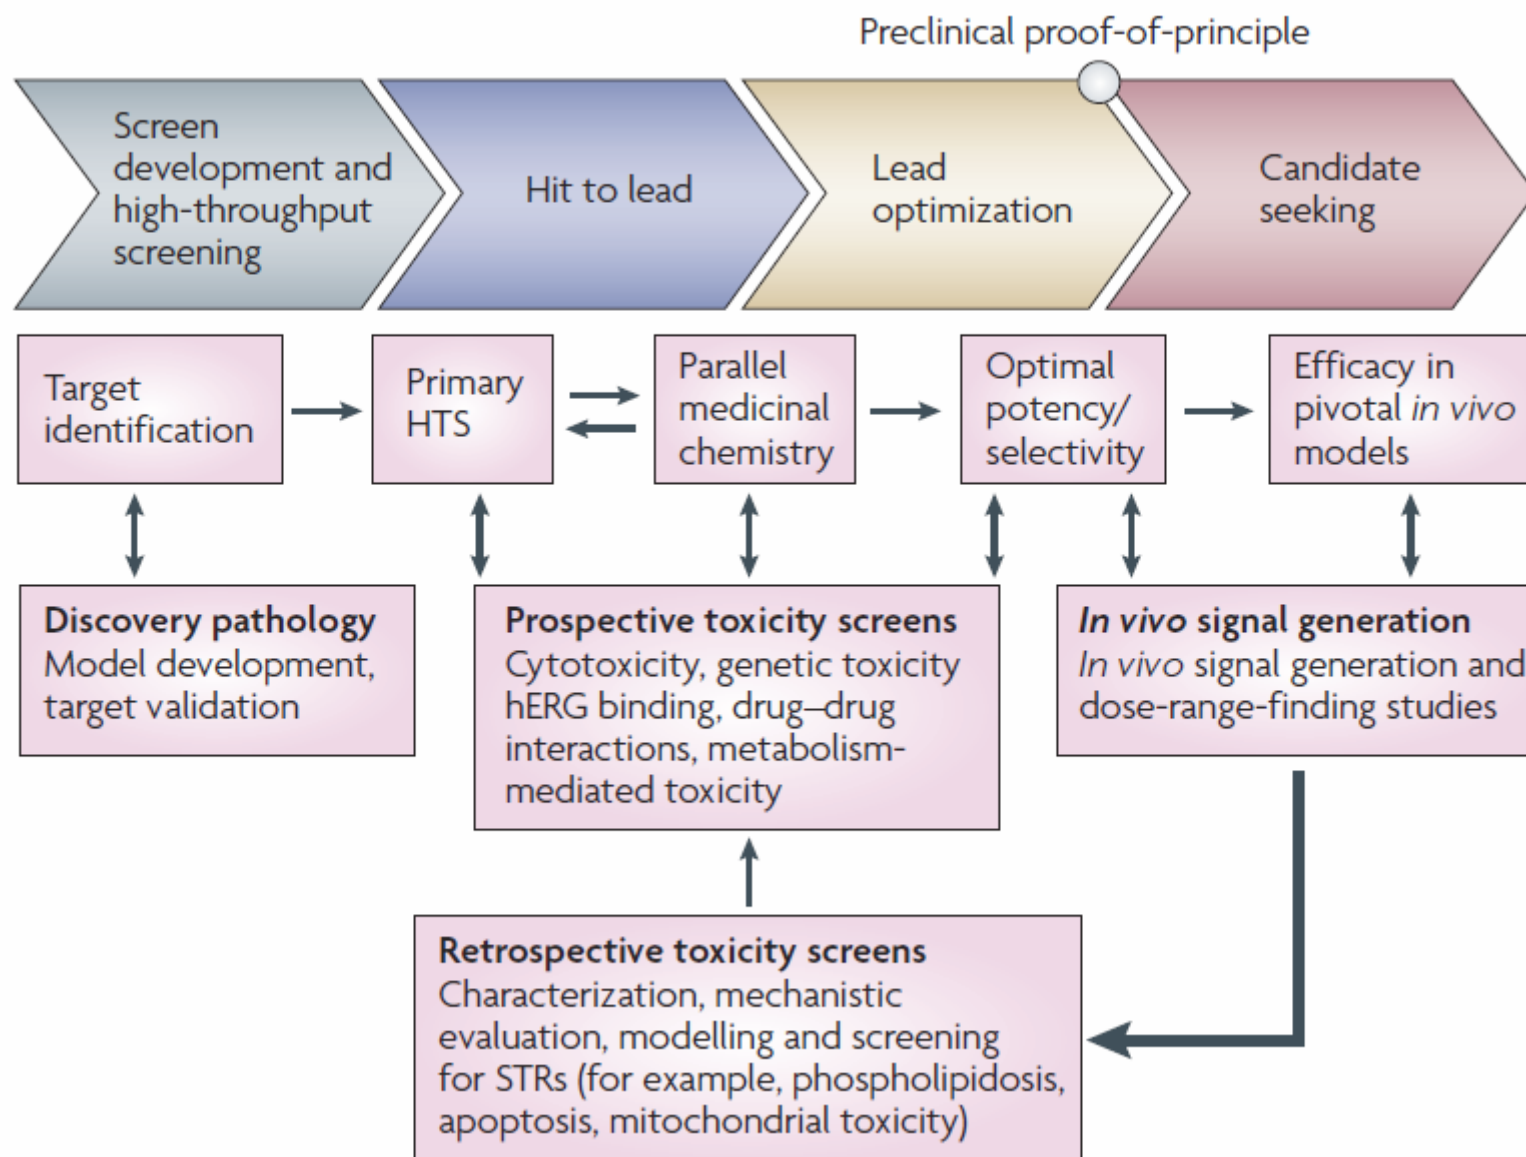 Preclinical proof-of-principle
Screen
development and
high-throughput
screening
Hit to lead
Lead
optimization
Candidate
seeking
Target
identification
Primary
HTS
Parallel
medicinal
chemistry
Optimal
potency/
selectivity
Efficacy in
pivotal in vivo
models
Discovery pathology
Model development,
target validation
Prospective toxicity screens
Cytotoxicity, genetic toxicity
hERG binding, drug–drug
interactions, metabolism-
mediated toxicity
In vivo signal generation
In vivo signal generation and
dose-range-finding studies
Retrospective toxicity screens
Characterization, mechanistic
evaluation, modelling and screening
for STRs (for example, phospholipidosis,
apoptosis, mitochondrial toxicity)